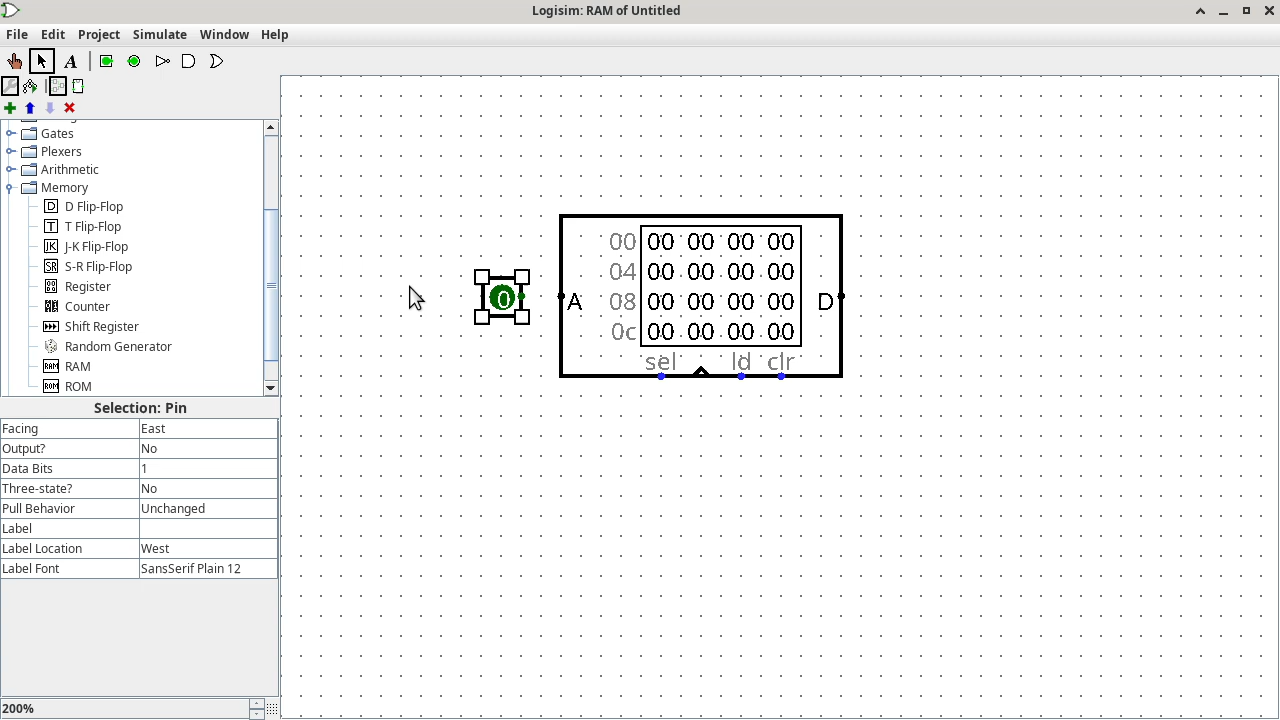 Logisim: RAM of Untitled
File Edit Project Simulate Window Help
A
Gates
Plexers
Arithmetic
Memory
D D Flip-Flop
T T Flip-Flop
JK J-K Flip-Flop
SR S-R Flip-Flop
Register
Counter
Shift Register
Random Generator
RAM RAM
ROM ROM
Selection: Pin
Facing East
Output? No
Data Bits 1
Three-state? No
Pull Behavior Unchanged
Label
Label Location West
Label Font SansSerif Plain 12
200%
0
00 00 00 00 00
04 00 00 00 00
A 08 00 00 00 00 D
0c 00 00 00 00
sel ld clr